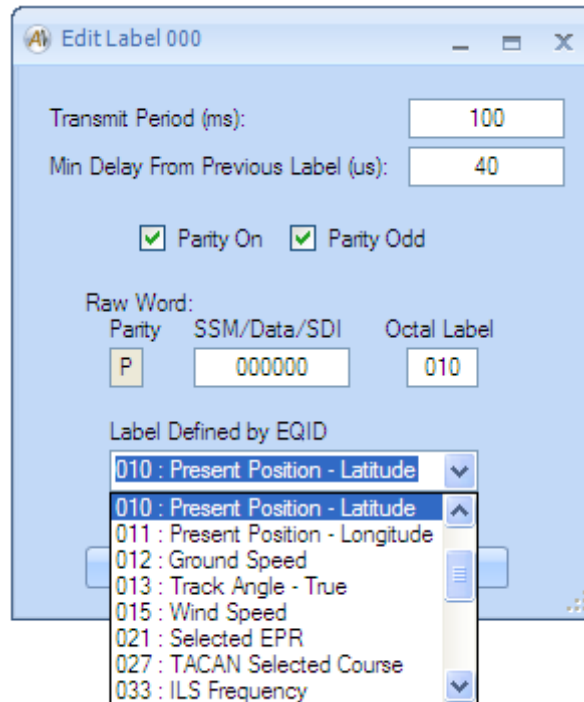 Edit Label 000
Transmit Period (ms): 100
Min Delay From Previous Label (us): 40
Parity On Parity Odd
Raw Word:
Parity SSM/Data/SDI Octal Label
P 000000 010
Label Defined by EQID
010 : Present Position - Latitude
010 : Present Position - Latitude
011 : Present Position - Longitude
012 : Ground Speed
013 : Track Angle - True
015 : Wind Speed
021 : Selected EPR
027 : TACAN Selected Course
033 : ILS Frequency